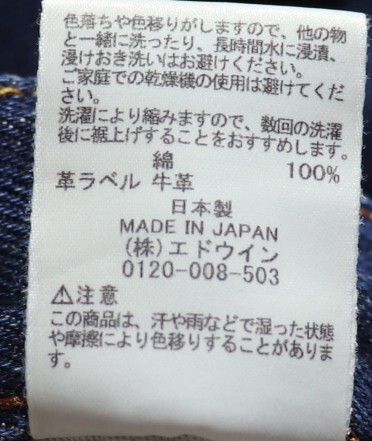 色落ちや色移りがしますので、他の物
と一緒に洗ったり、長時間水に浸漬、
浸けおき洗いはお避けください。
ご家庭での乾燥機の使用は避けてくだ
さい。
洗濯により縮みますので、数回の洗濯
後に裾上げすることをおすすめします。
綿 100%
革ラベル 牛革
日本製
MADE IN JAPAN
(株)エドウイン
0120-008-503
⚠注意
この商品は、汗や雨などで湿った状態
や摩擦により色移りすることがありま
す。